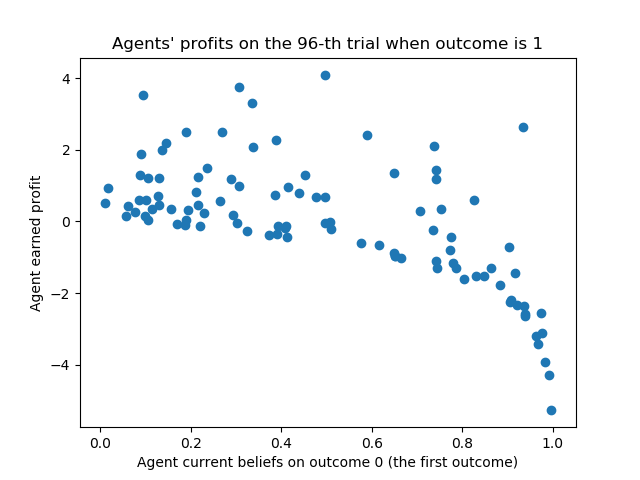 Agents' profits on the 96-th trial when outcome is 1
Agent earned profit
4
2
0
−2
−4
0.0 0.2 0.4 0.6 0.8 1.0
Agent current beliefs on outcome 0 (the first outcome)